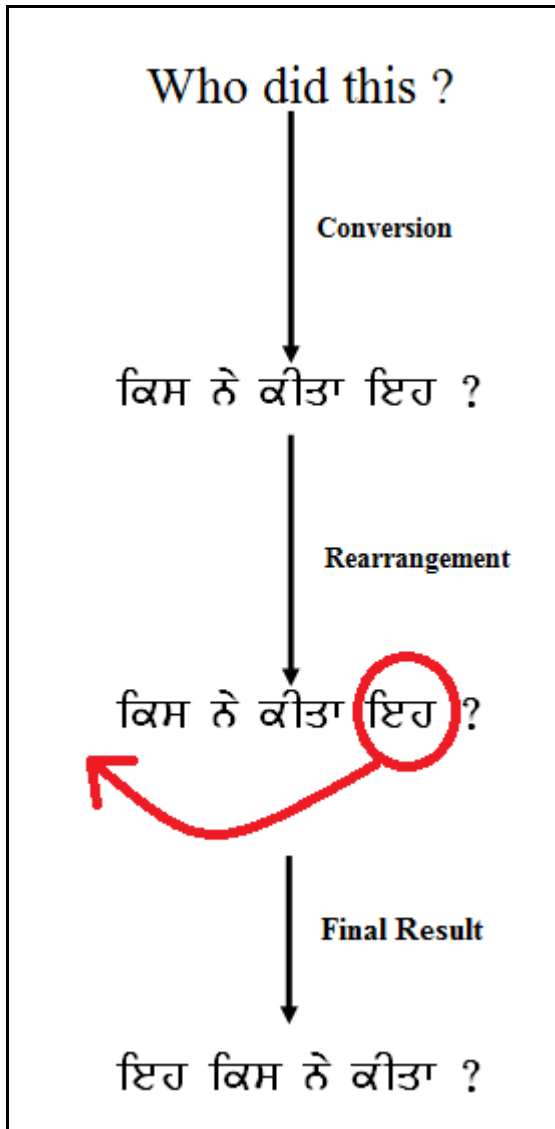 Who did this ?
Conversion
ਕਿਸ ਨੇ ਕੀਤਾ ਇਹ ?
Rearrangement
ਕਿਸ ਨੇ ਕੀਤਾ ਇਹ ?
Final Result
ਇਹ ਕਿਸ ਨੇ ਕੀਤਾ ?